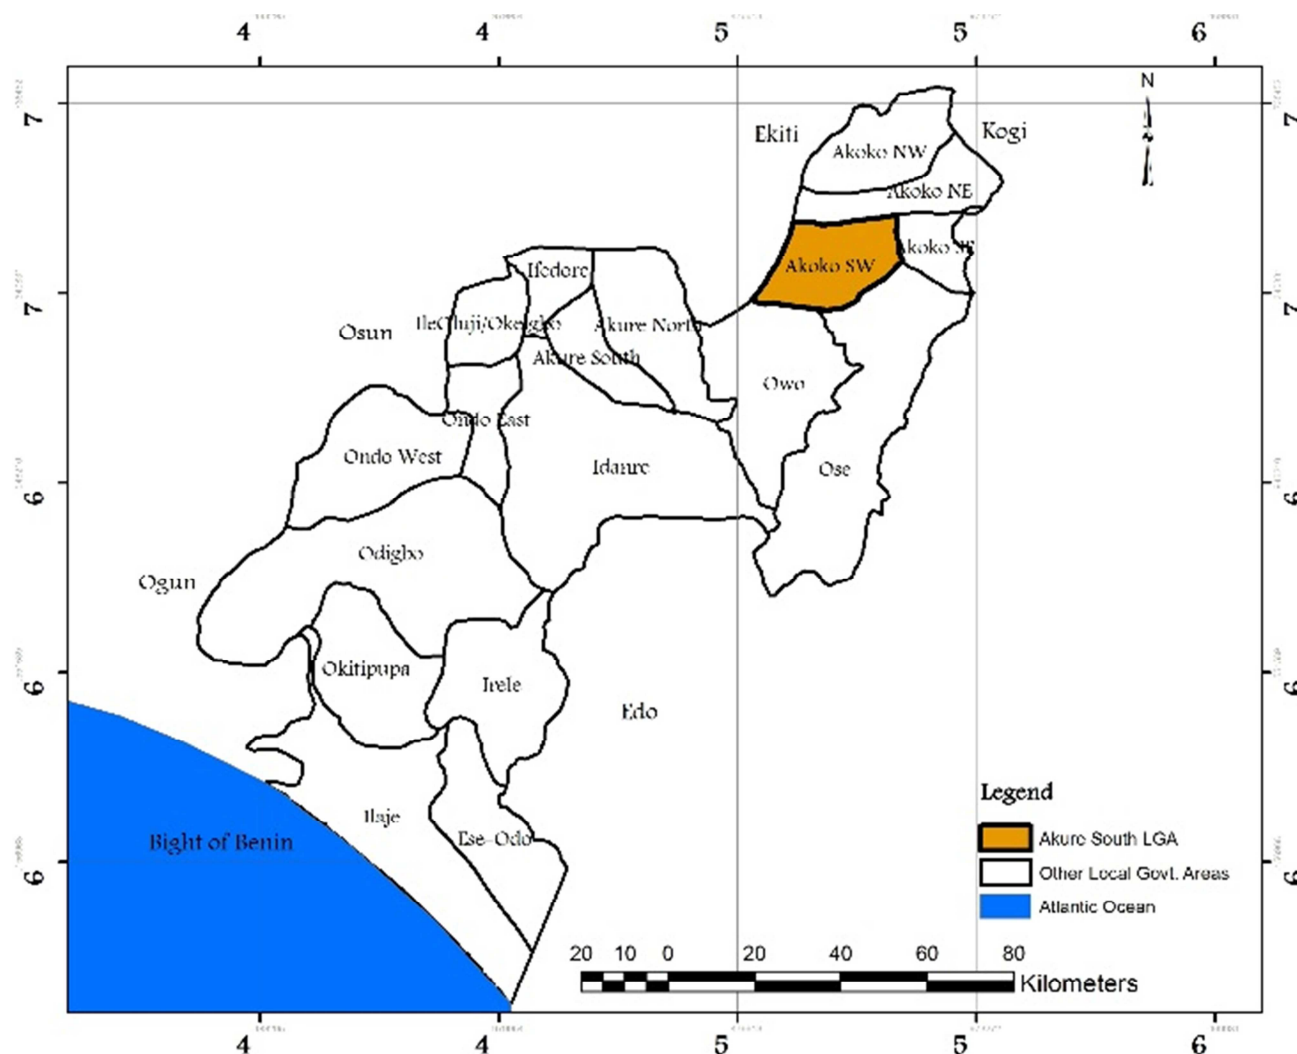 4 4 5 5 6
7
7
6
6
6
N
Ekiti
Kogi
Akoko NW
Akoko NE
Akoko SW
Ifedore
IleOluji/Okeigbo
Akure North
Osun
Akure South
Owo
Ondo East
Ondo West
Idanre
Ose
Odigbo
Ogun
Okitipupa
Irele
Edo
Ilaje
Ese-Odo
Bight of Benin
Legend
Akure South LGA
Other Local Govt. Areas
Atlantic Ocean
20 10 0 20 40 60 80
Kilometers
7
7
6
6
6
4 4 5 5 6